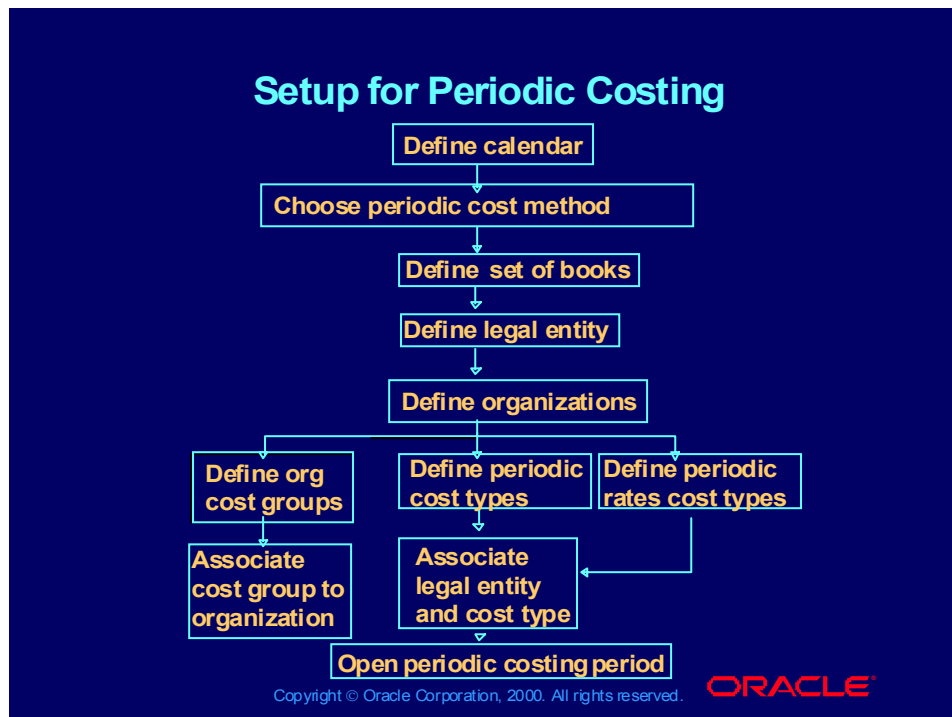 Setup for Periodic Costing
Define calendar
Choose periodic cost method
Define set of books
Define legal entity
Define organizations
Define org
cost groups
Define periodic
cost types
Define periodic
rates cost types
Associate
cost group to
organization
Associate
legal entity
and cost type
Open periodic costing period
Copyright © Oracle Corporation, 2000. All rights reserved.
ORACLE®